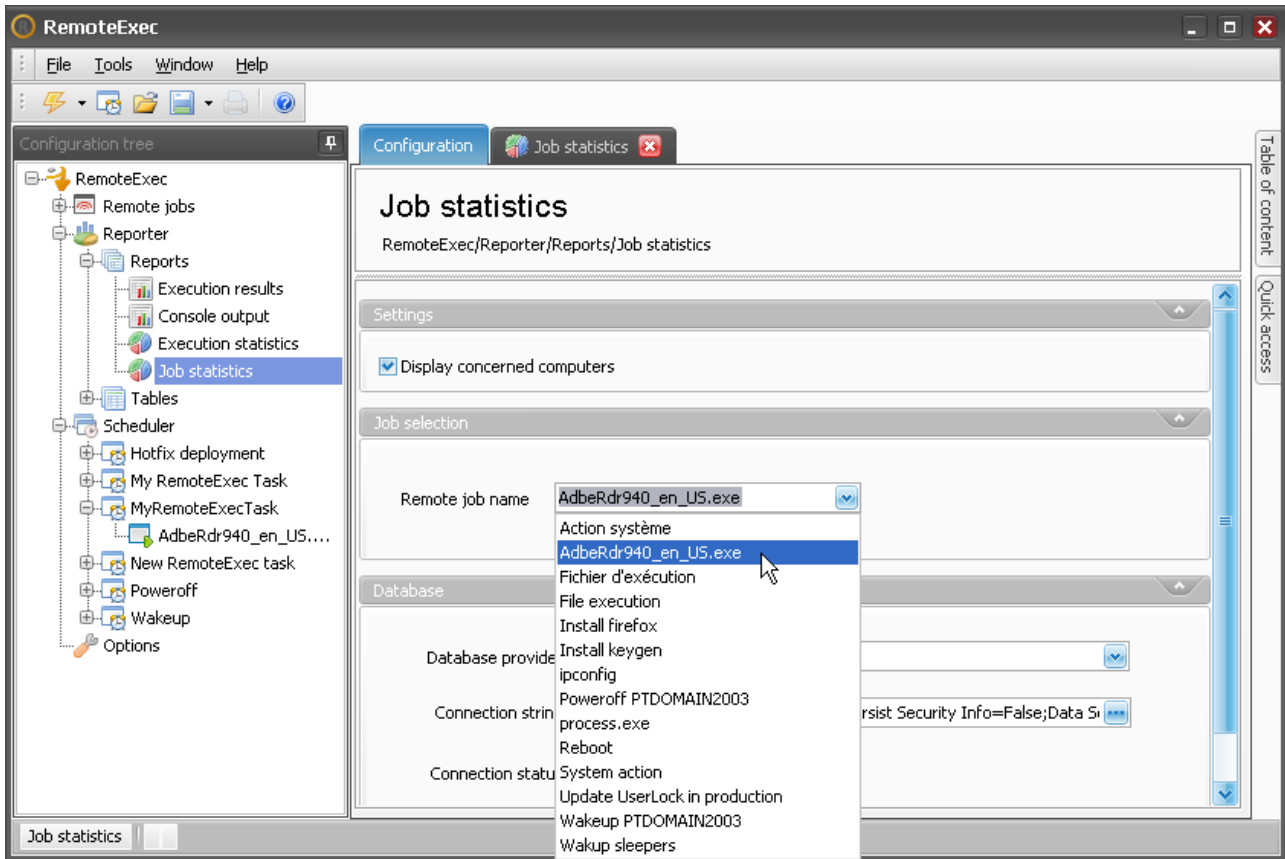 RemoteExec
File Tools Window Help
Configuration tree
RemoteExec
Remote jobs
Reporter
Reports
Execution results
Console output
Execution statistics
Job statistics
Tables
Scheduler
Hotfix deployment
My RemoteExec Task
MyRemoteExecTask
AdbeRdr940_en_US....
New RemoteExec task
Poweroff
Wakeup
Options
Configuration
Job statistics
Job statistics
RemoteExec/Reporter/Reports/Job statistics
Settings
Display concerned computers
Job selection
Remote job name AdbeRdr940_en_US.exe
Action système
AdbeRdr940_en_US.exe
Fichier d'exécution
File execution
Install firefox
Install keygen
ipconfig
Poweroff PTDOMAIN2003
process.exe
Reboot
System action
Update UserLock in production
Wakeup PTDOMAIN2003
Wakup sleepers
Database
Database provide
Connection strin rsist Security Info=False;Data S
Connection statu
Table of content
Quick access
Job statistics